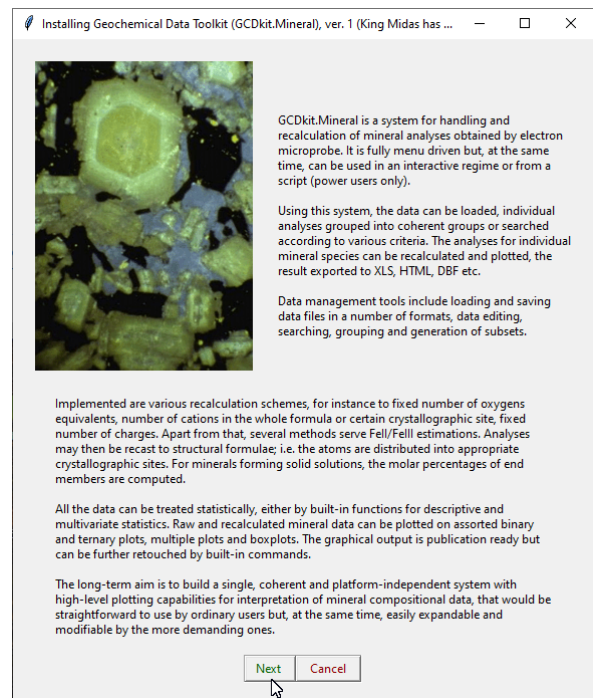 Installing Geochemical Data Toolkit (GCDkit.Mineral), ver. 1 (King Midas has ...
GCDkit.Mineral is a system for handling and
recalculation of mineral analyses obtained by electron
microprobe. It is fully menu driven but, at the same
time, can be used in an interactive regime or from a
script (power users only).
Using this system, the data can be loaded, individual
analyses grouped into coherent groups or searched
according to various criteria. The analyses for individual
mineral species can be recalculated and plotted, the
result exported to XLS, HTML, DBF etc.
Data management tools include loading and saving
data files in a number of formats, data editing,
searching, grouping and generation of subsets.
Implemented are various recalculation schemes, for instance to fixed number of oxygens
equivalents, number of cations in the whole formula or certain crystallographic site, fixed
number of charges. Apart from that, several methods serve FeII/FeIII estimations. Analyses
may then be recast to structural formulae; i.e. the atoms are distributed into appropriate
crystallographic sites. For minerals forming solid solutions, the molar percentages of end
members are computed.
All the data can be treated statistically, either by built-in functions for descriptive and
multivariate statistics. Raw and recalculated mineral data can be plotted on assorted binary
and ternary plots, multiple plots and boxplots. The graphical output is publication ready but
can be further retouched by built-in commands.
The long-term aim is to build a single, coherent and platform-independent system with
high-level plotting capabilities for interpretation of mineral compositional data, that would be
straightforward to use by ordinary users but, at the same time, easily expandable and
modifiable by the more demanding ones.
Next Cancel